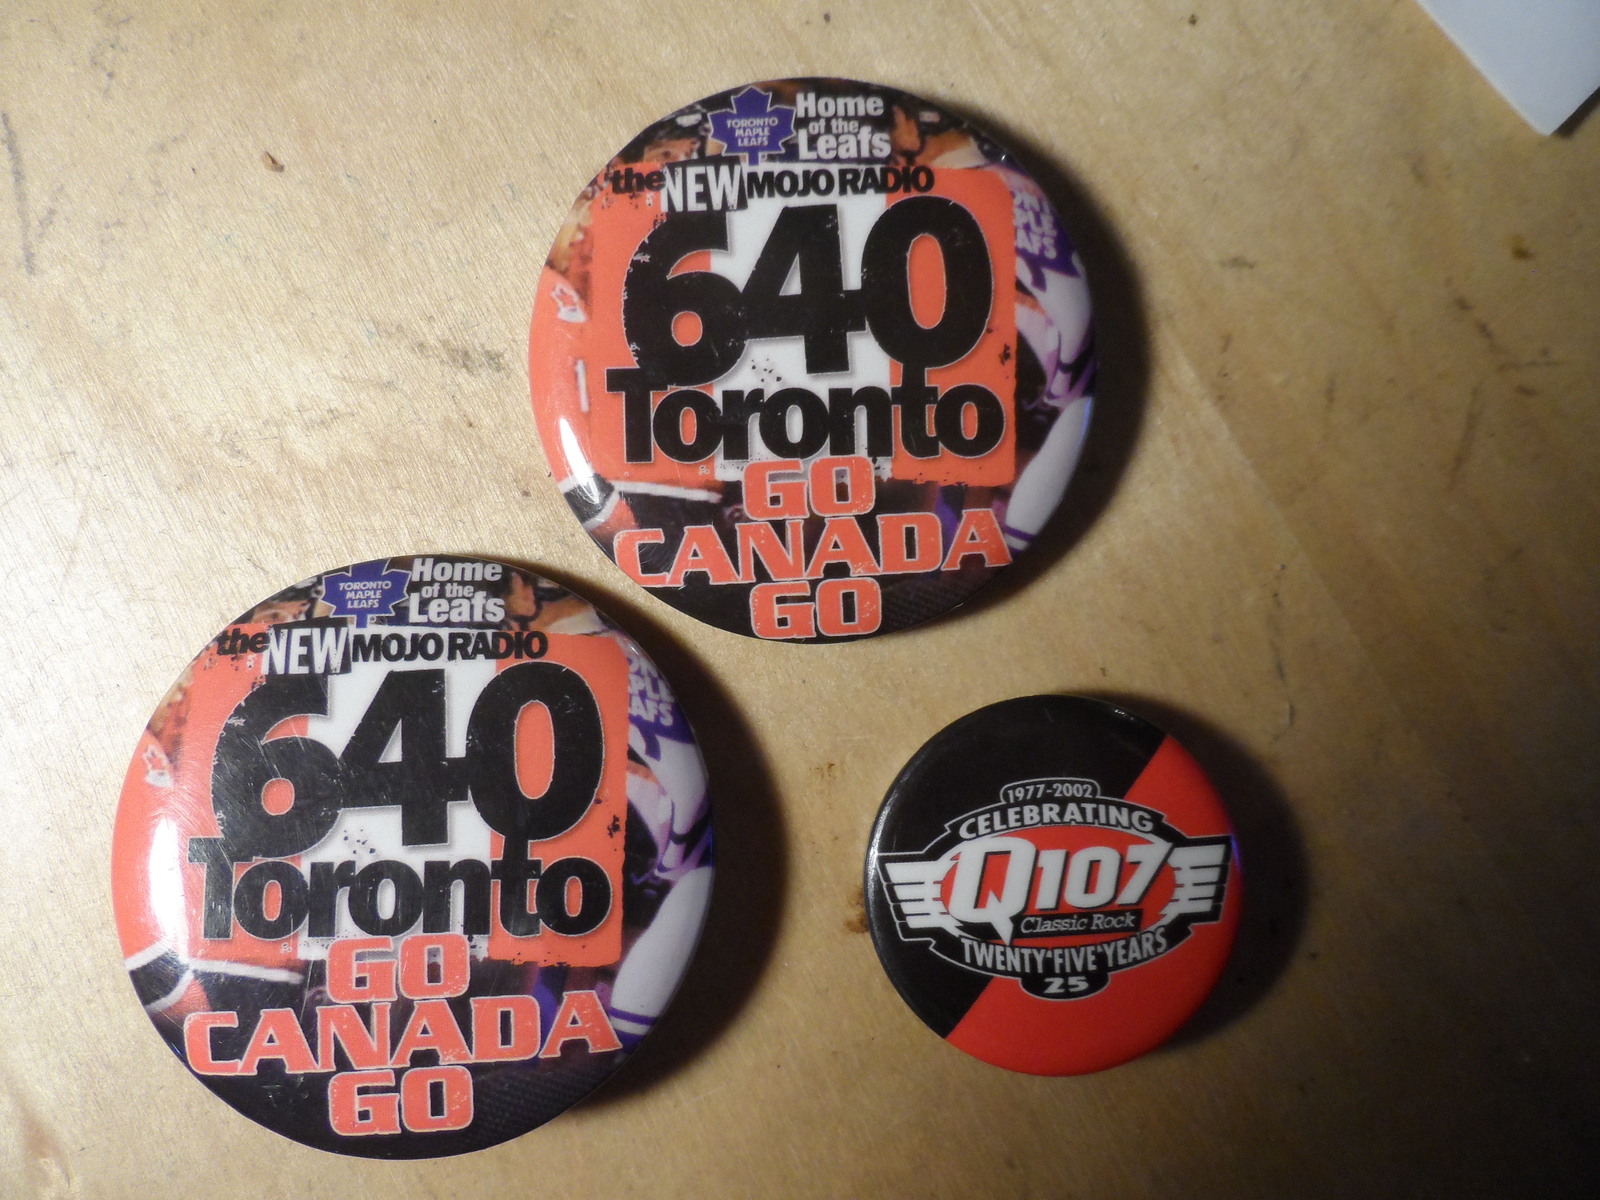 TORONTO
MAPLE
LEAFS
Home
of the
Leafs
the NEW MOJO RADIO
640
Toronto
GO
CANADA
GO
TORONTO
MAPLE
LEAFS
Home
of the
Leafs
the NEW MOJO RADIO
640
Toronto
GO
CANADA
GO
1977-2002
CELEBRATING
Q107
Classic Rock
TWENTY FIVE YEARS
25